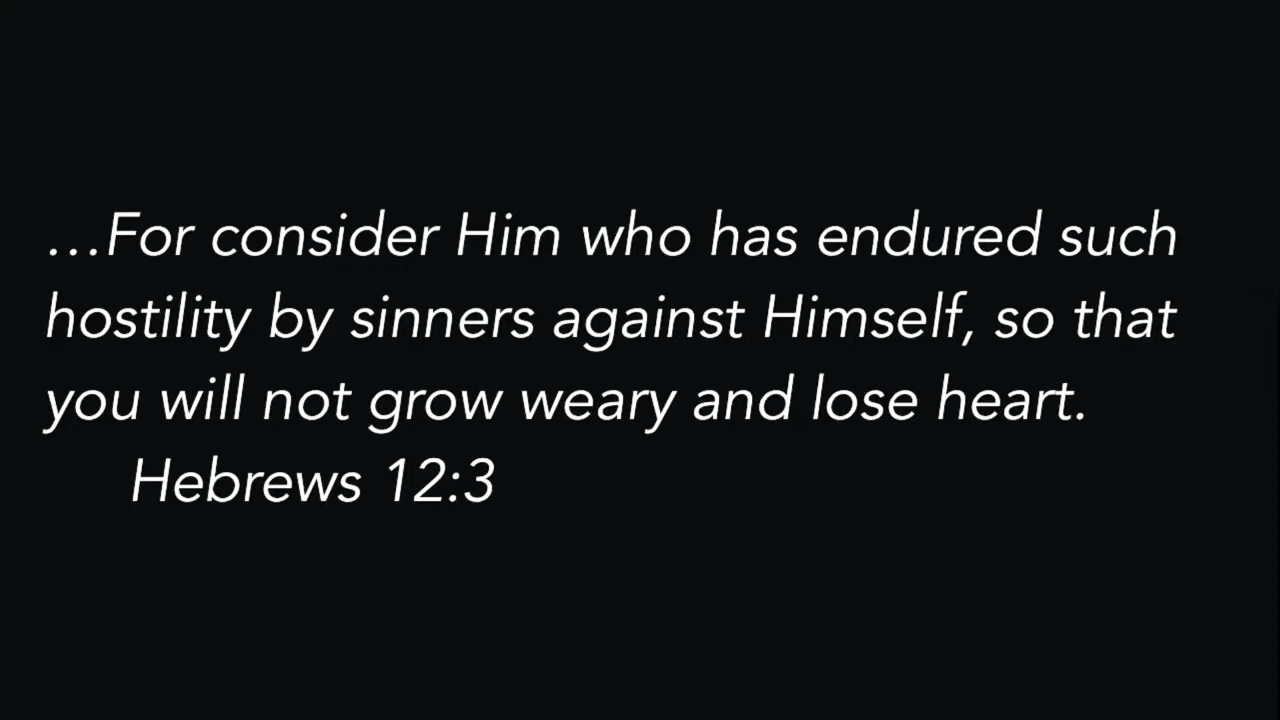 …For consider Him who has endured such
hostility by sinners against Himself, so that
you will not grow weary and lose heart.
Hebrews 12:3